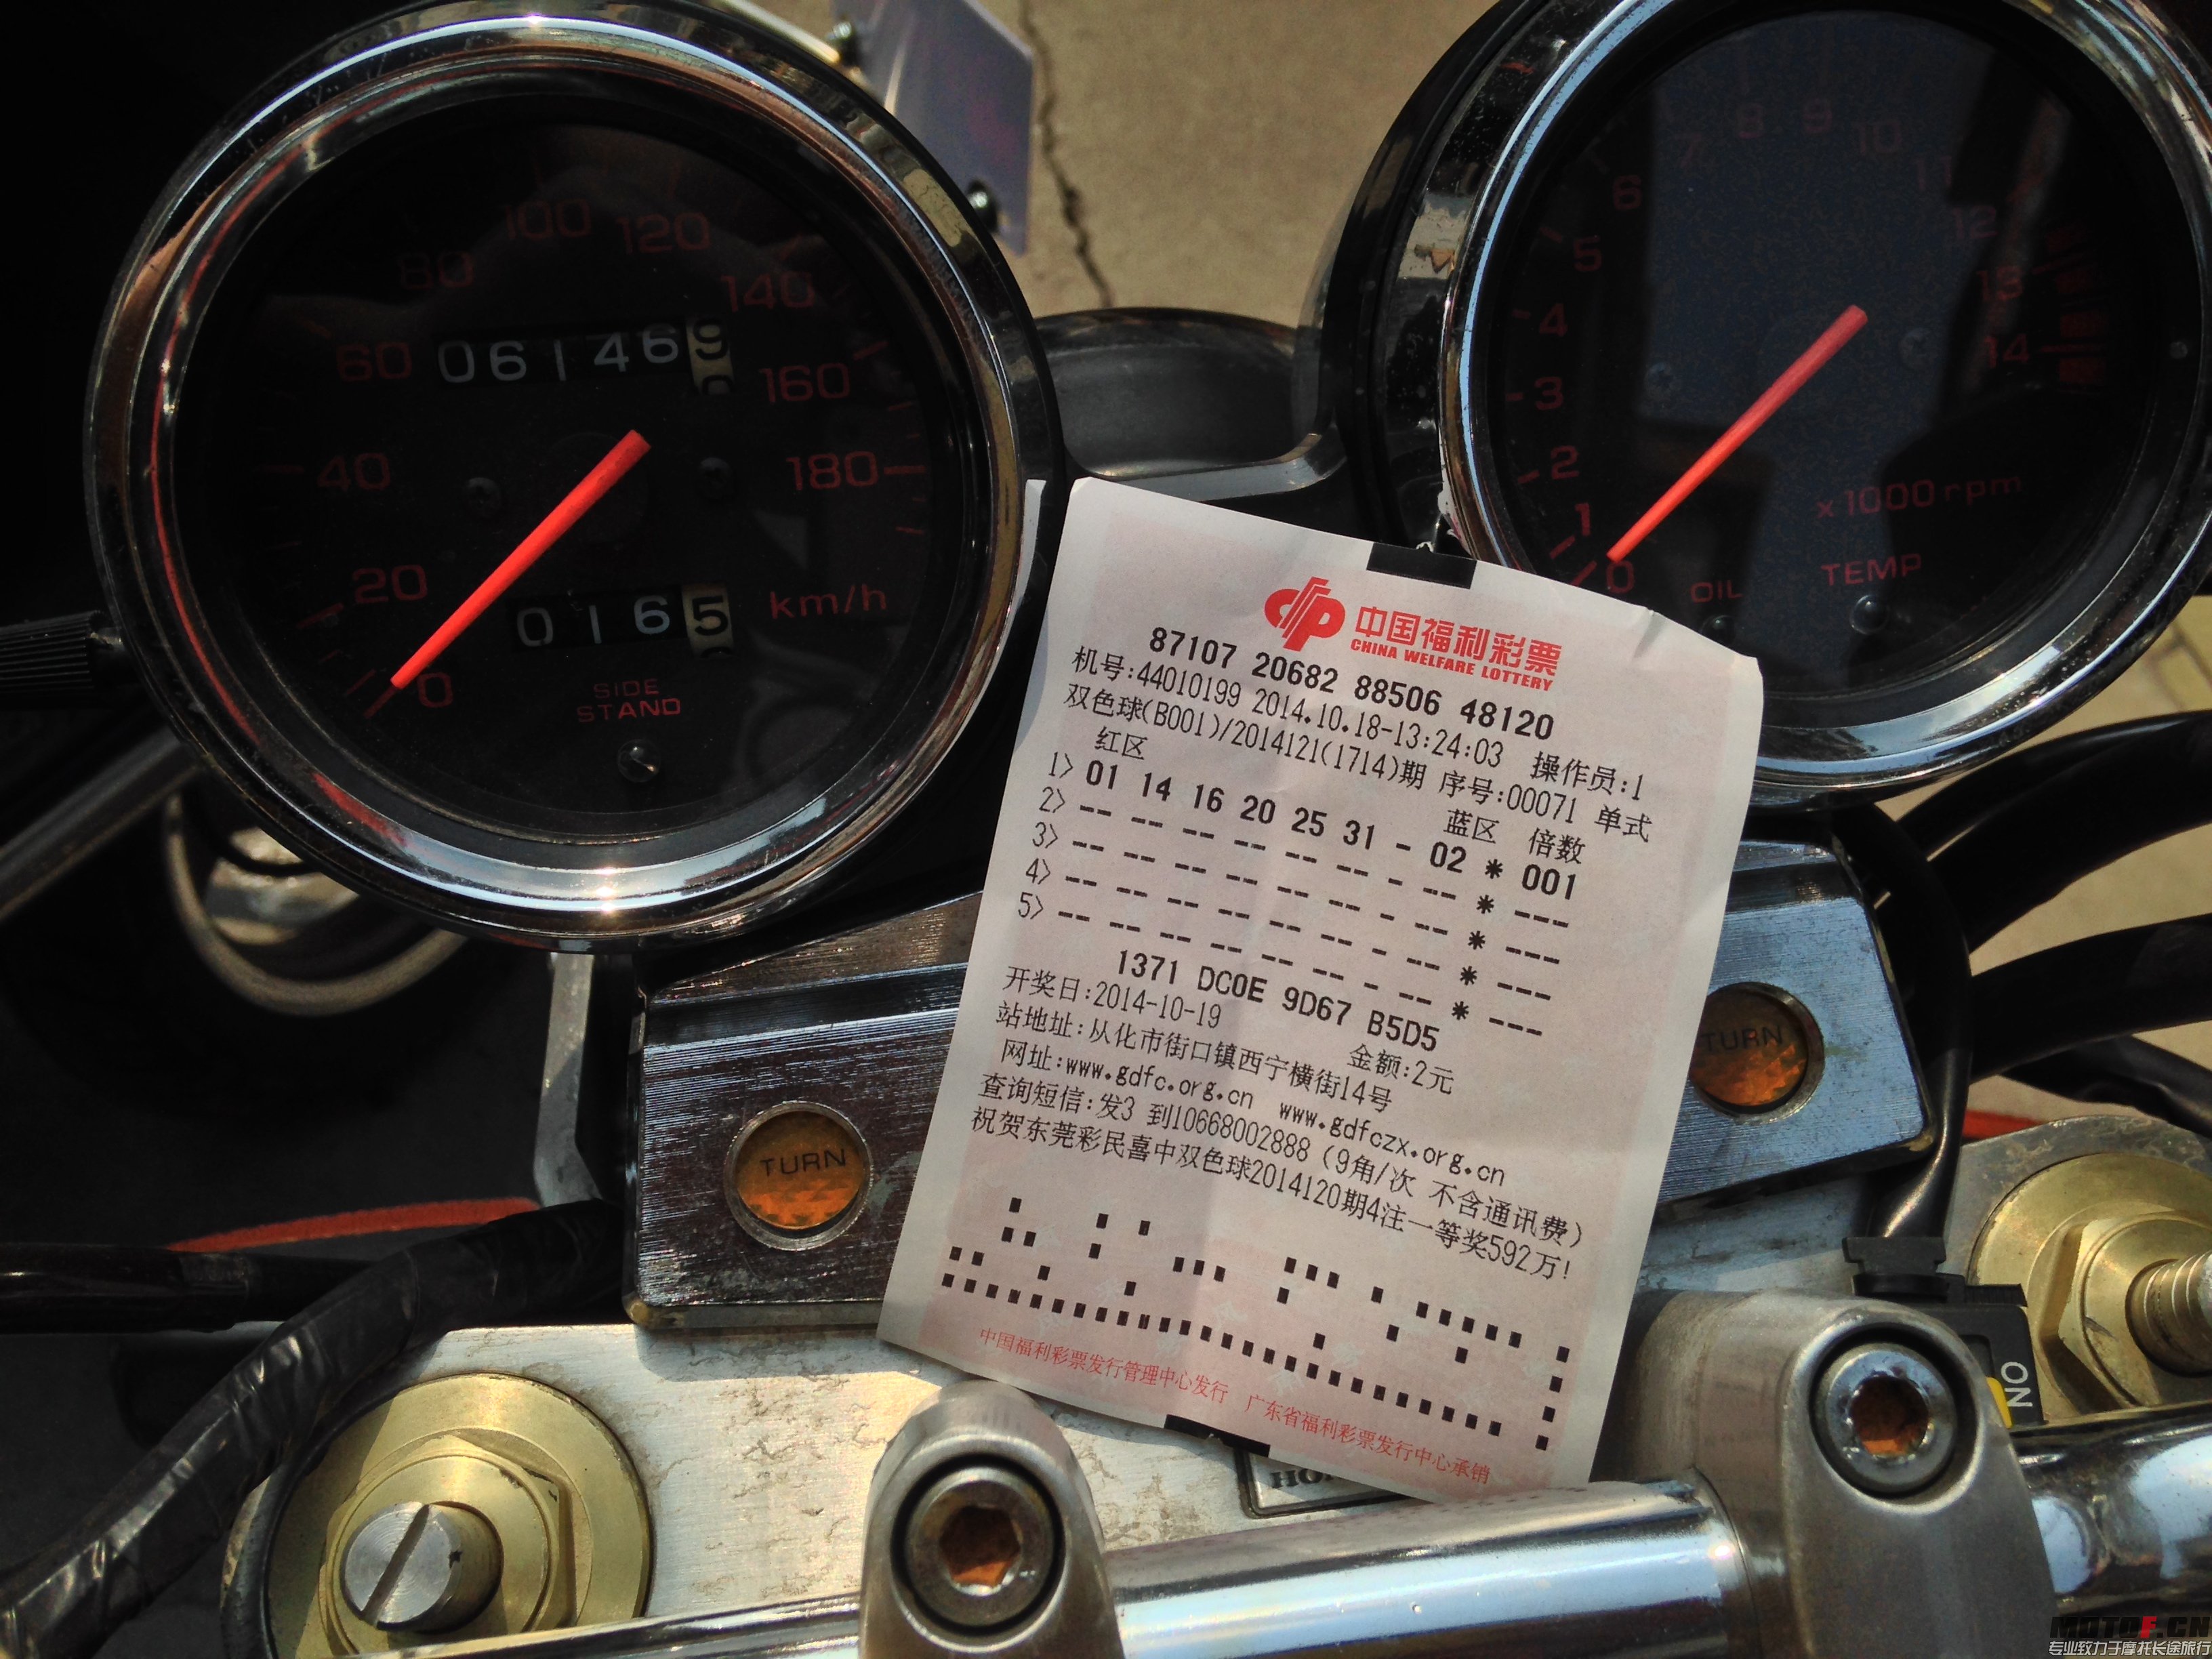 100 120
80 140
60 061469 160
40 180
20 0165 km/h
0
SIDE
STAND
8 9
7 10
6 11
5 12
4 13
3 14
2
1 x1000rpm
0 OIL TEMP
中国福利彩票
CHINA WELFARE LOTTERY
87107 20682 88506 48120
机号:44010199 2014.10.18-13:24:03 操作员:1
双色球(B001)/2014121(1714)期 序号:00071 单式
红区 蓝区 倍数
1> 01 14 16 20 25 31 - 02 * 001
2> -- -- -- -- -- -- - -- * ---
3> -- -- -- -- -- -- - -- * ---
4> -- -- -- -- -- -- - -- * ---
5> -- -- -- -- -- -- - -- * ---
1371 DC0E 9D67 B5D5
开奖日:2014-10-19 金额:2元
站地址:从化市街口镇西宁横街14号
网址:www.gdfc.org.cn www.gdfczx.org.cn
查询短信:发3 到10668002888 (9角/次 不含通讯费)
祝贺东莞彩民喜中双色球2014120期4注一等奖592万!
中国福利彩票发行管理中心发行 广东省福利彩票发行中心承销
TURN
TURN
HON
NO
MOTOF.CN
专业致力于摩托长途旅行